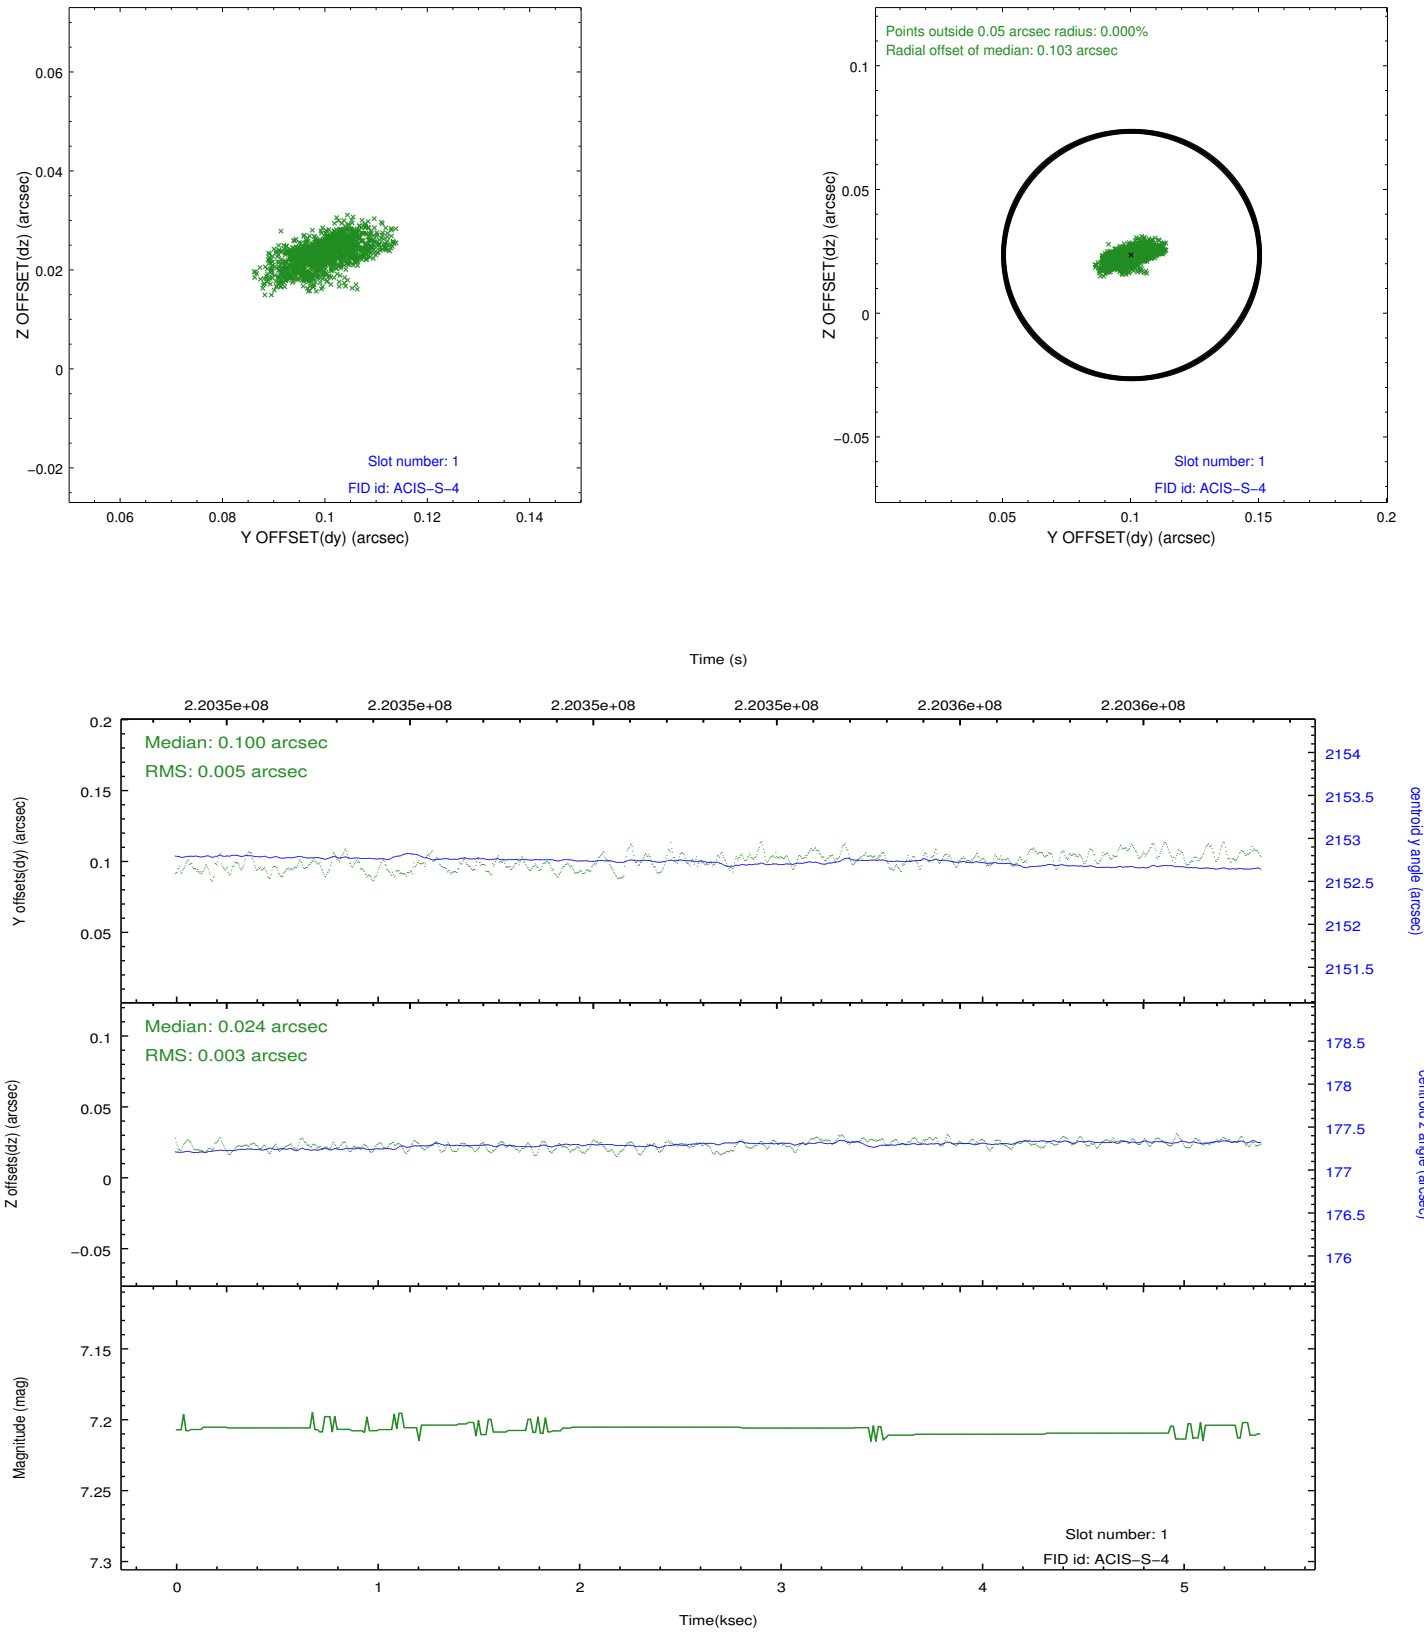 0.06
0.04
0.02
0
−0.02
Z OFFSET(dz) (arcsec)
0.06 0.08 0.1 0.12 0.14
Y OFFSET(dy) (arcsec)
Slot number: 1
FID id: ACIS−S−4
Points outside 0.05 arcsec radius: 0.000%
Radial offset of median: 0.103 arcsec
0.1
0.05
0
−0.05
Z OFFSET(dz) (arcsec)
0.05 0.1 0.15 0.2
Y OFFSET(dy) (arcsec)
Slot number: 1
FID id: ACIS−S−4
Time (s)
2.2035e+08 2.2035e+08 2.2035e+08 2.2035e+08 2.2036e+08 2.2036e+08
Median: 0.100 arcsec
RMS: 0.005 arcsec
0.2
0.15
0.1
0.05
Y offsets(dy) (arcsec)
2154
2153.5
2153
2152.5
2152
2151.5
centroid y angle (arcsec)
Median: 0.024 arcsec
RMS: 0.003 arcsec
0.1
0.05
0
−0.05
Z offsets(dz) (arcsec)
178.5
178
177.5
177
176.5
176
centroid z angle (arcsec)
7.15
7.2
7.25
7.3
Magnitude (mag)
Slot number: 1
FID id: ACIS−S−4
0 1 2 3 4 5
Time(ksec)